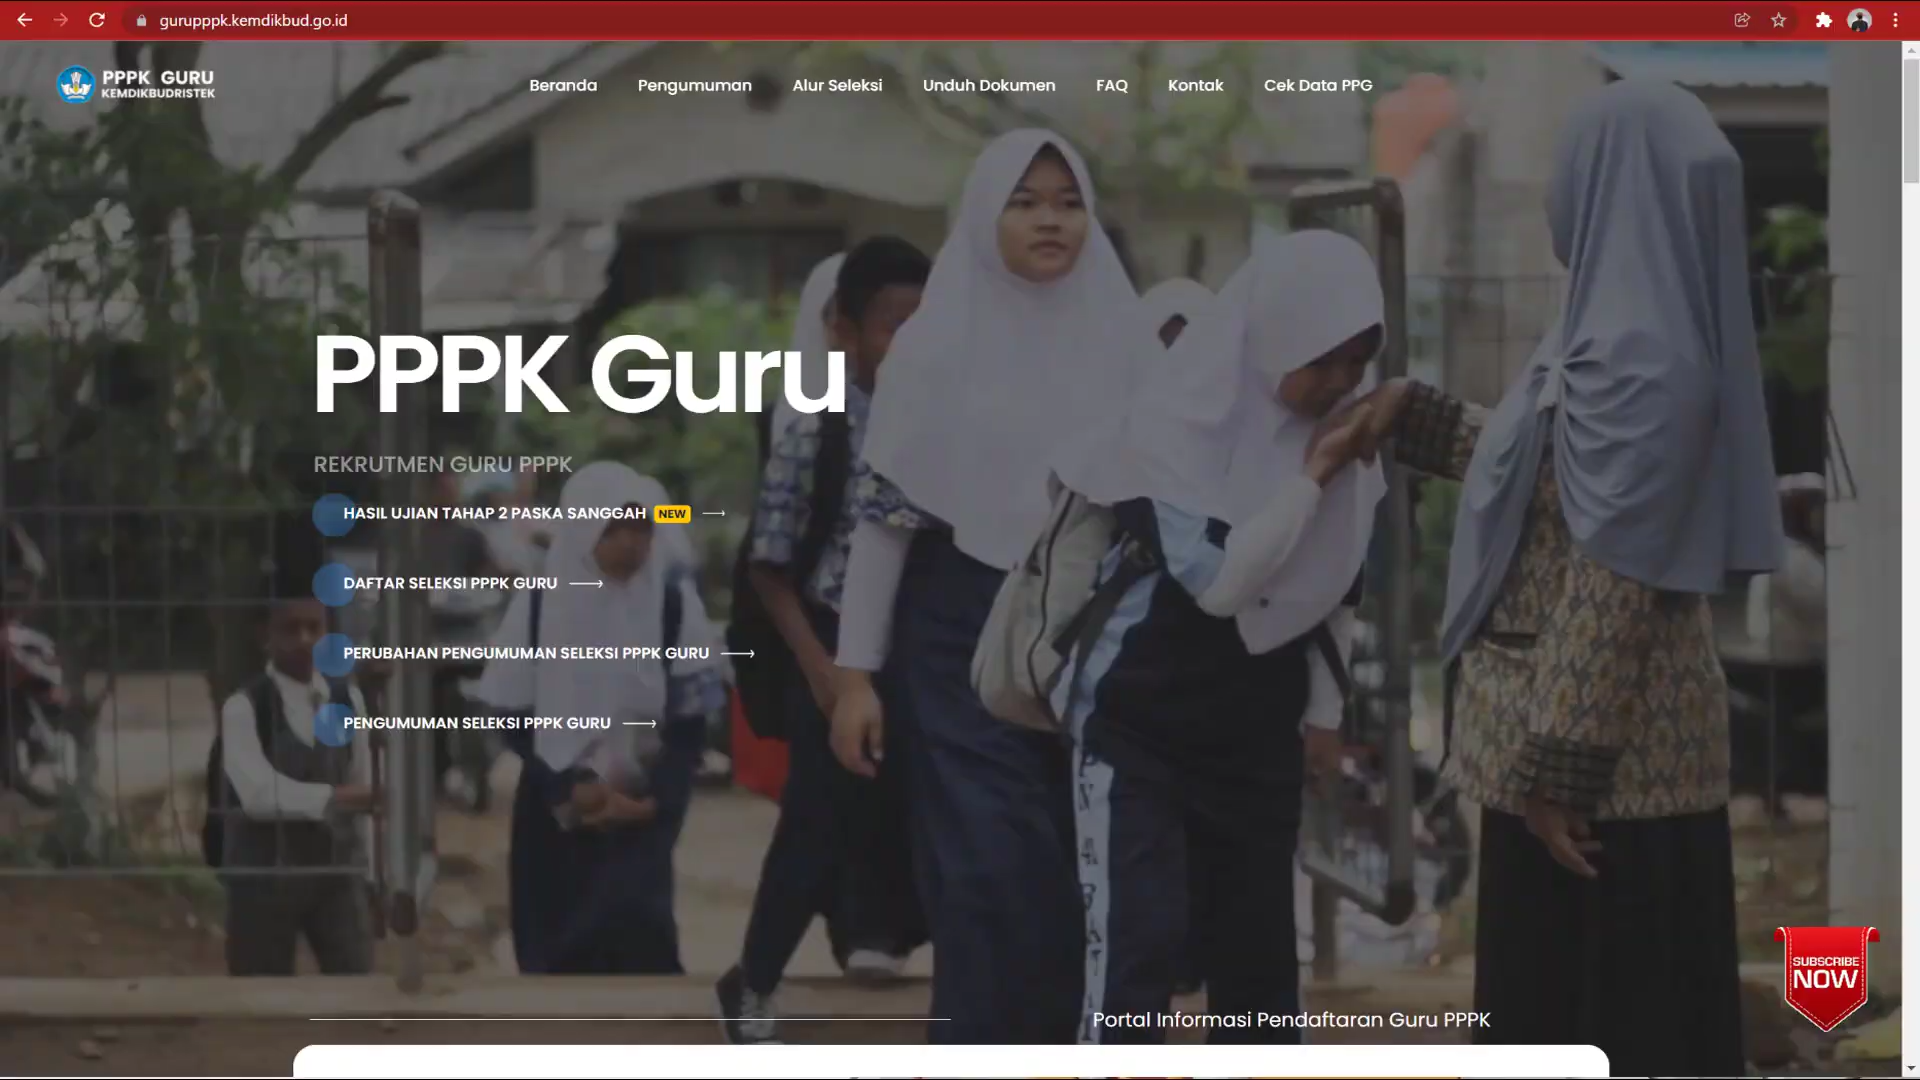 gurupppk.kemdikbud.go.id
PPPK GURU
KEMDIKBUDRISTEK
Beranda
Pengumuman
Alur Seleksi
Unduh Dokumen
FAQ
Kontak
Cek Data PPG
PPPK Guru
REKRUTMEN GURU PPPK
HASIL UJIAN TAHAP 2 PASKA SANGGAH NEW
DAFTAR SELEKSI PPPK GURU
PERUBAHAN PENGUMUMAN SELEKSI PPPK GURU
PENGUMUMAN SELEKSI PPPK GURU
SUBSCRIBE
NOW
Portal Informasi Pendaftaran Guru PPPK